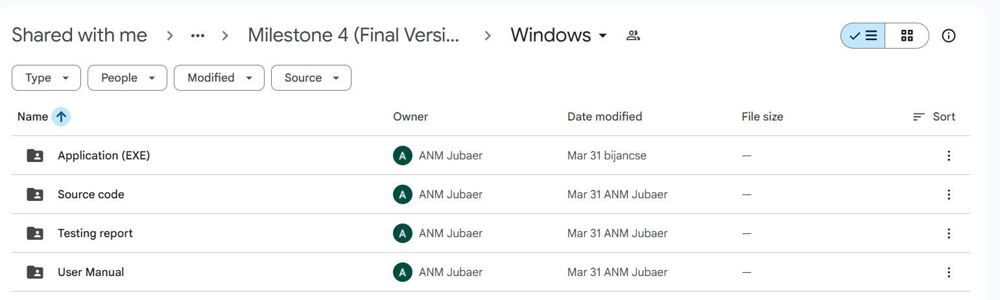 Shared with me > ... > Milestone 4 (Final Versi... > Windows
Type People Modified Source
Name Owner Date modified File size Sort
Application (EXE) A ANM Jubaer Mar 31 bijancse —
Source code A ANM Jubaer Mar 31 ANM Jubaer —
Testing report A ANM Jubaer Mar 31 ANM Jubaer —
User Manual A ANM Jubaer Mar 31 ANM Jubaer —